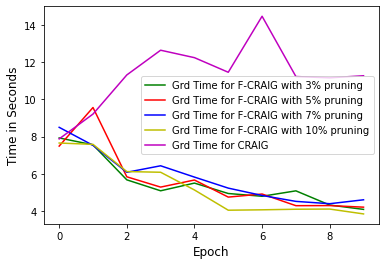 14
12
10
8
6
4
Time in Seconds
Grd Time for F-CRAIG with 3% pruning
Grd Time for F-CRAIG with 5% pruning
Grd Time for F-CRAIG with 7% pruning
Grd Time for F-CRAIG with 10% pruning
Grd Time for CRAIG
0 2 4 6 8
Epoch